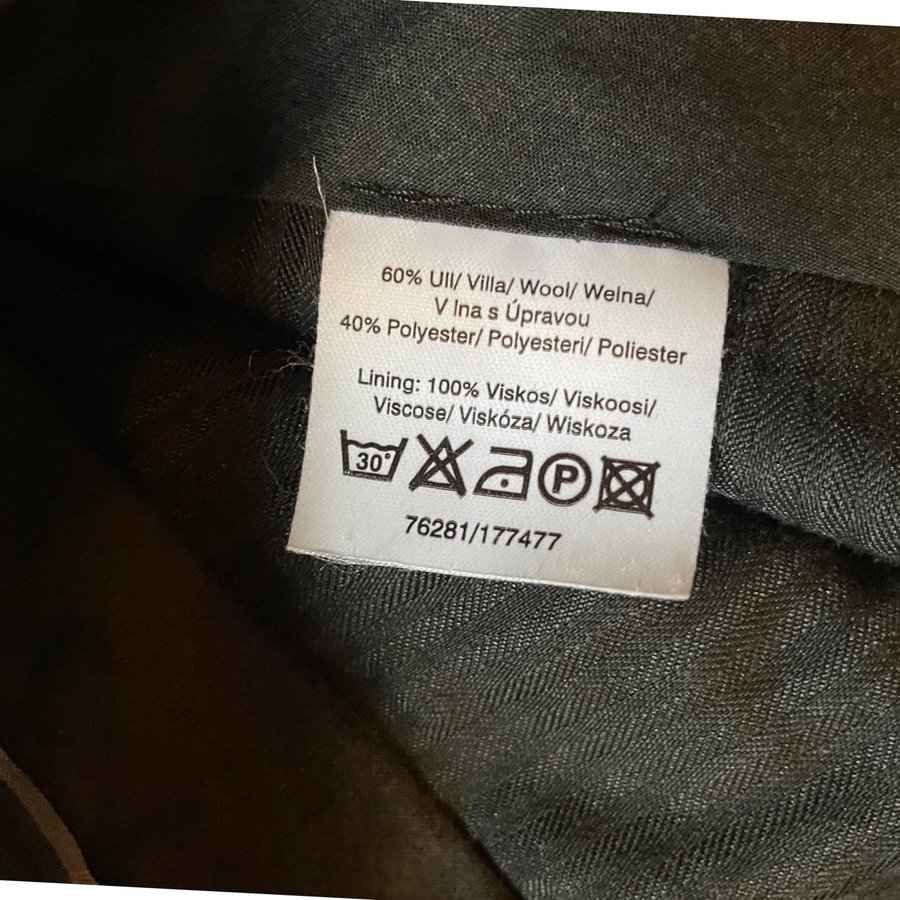 60% Ull/ Villa/ Wool/ Welna/
V lna s Úpravou
40% Polyester/ Polyesteri/ Poliester
Lining: 100% Viskos/ Viskoosi/
Viscose/ Viskóza/ Wiskoza
30° P
76281/177477